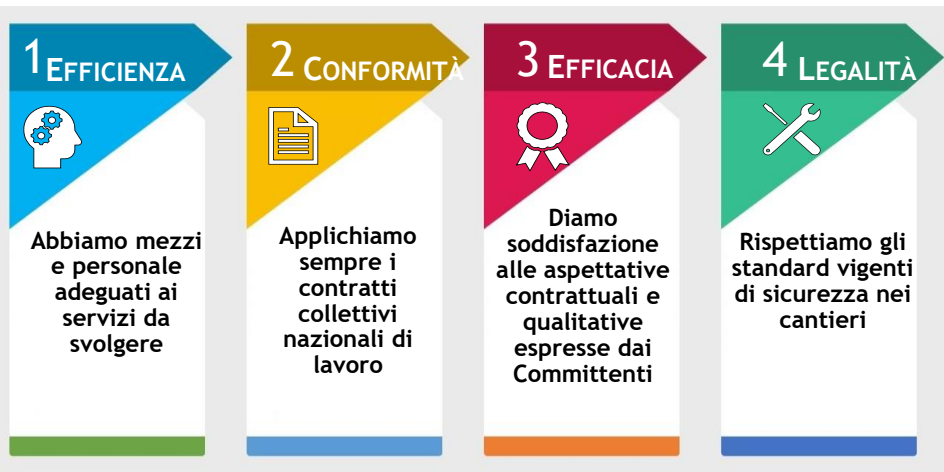 1 EFFICIENZA
Abbiamo mezzi
e personale
adeguati ai
servizi da
svolgere
2 CONFORMITÀ
Applichiamo
sempre i
contratti
collettivi
nazionali di
lavoro
3 EFFICACIA
Diamo
soddisfazione
alle aspettative
contrattuali e
qualitative
espresse dai
Committenti
4 LEGALITÀ
Rispettiamo gli
standard vigenti
di sicurezza nei
cantieri